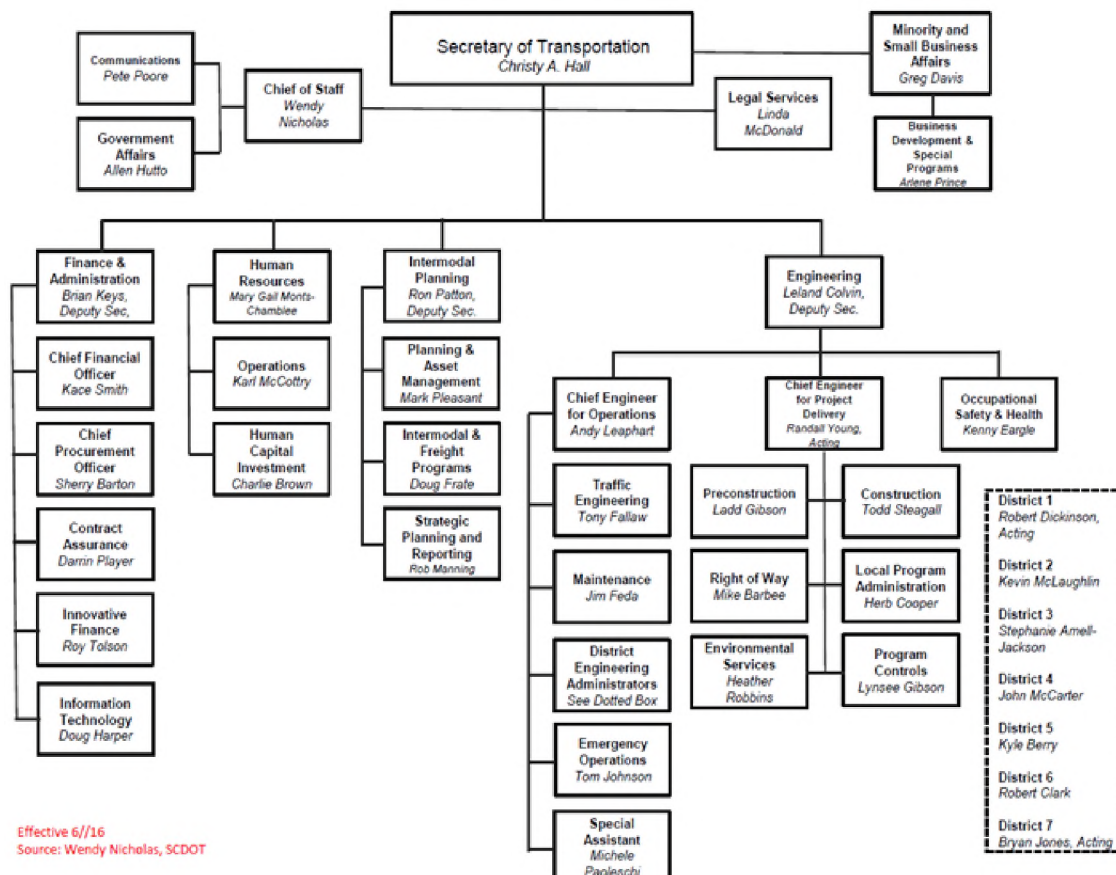 Secretary of Transportation
Christy A. Hall
Communications
Pete Poore
Chief of Staff
Wendy
Nicholas
Government
Affairs
Allen Hutto
Legal Services
Linda
McDonald
Minority and
Small Business
Affairs
Greg Davis
Business
Development &
Special
Programs
Arlene Prince
Finance &
Administration
Brian Keys,
Deputy Sec,
Chief Financial
Officer
Kace Smith
Chief
Procurement
Officer
Sherry Barton
Contract
Assurance
Darrin Player
Innovative
Finance
Roy Tolson
Information
Technology
Doug Harper
Human
Resources
Mary Gail Monts-
Chamblee
Operations
Karl McCottry
Human
Capital
Investment
Charlie Brown
Intermodal
Planning
Ron Patton,
Deputy Sec.
Planning &
Asset
Management
Mark Pleasant
Intermodal &
Freight
Programs
Doug Frate
Strategic
Planning and
Reporting
Rob Manning
Engineering
Leland Colvin,
Deputy Sec.
Chief Engineer
for Operations
Andy Leaphart
Traffic
Engineering
Tony Fallaw
Maintenance
Jim Feda
District
Engineering
Administrators
See Dotted Box
Emergency
Operations
Tom Johnson
Special
Assistant
Michele
Paoleschi
Chief Engineer
for Project
Delivery
Randall Young,
Acting
Preconstruction
Ladd Gibson
Construction
Todd Steagall
Right of Way
Mike Barbee
Local Program
Administration
Herb Cooper
Environmental
Services
Heather
Robbins
Program
Controls
Lynsee Gibson
Occupational
Safety & Health
Kenny Eargle
District 1
Robert Dickinson,
Acting
District 2
Kevin McLaughlin
District 3
Stephanie Amell-
Jackson
District 4
John McCarter
District 5
Kyle Berry
District 6
Robert Clark
District 7
Bryan Jones, Acting
Effective 6//16
Source: Wendy Nicholas, SCDOT